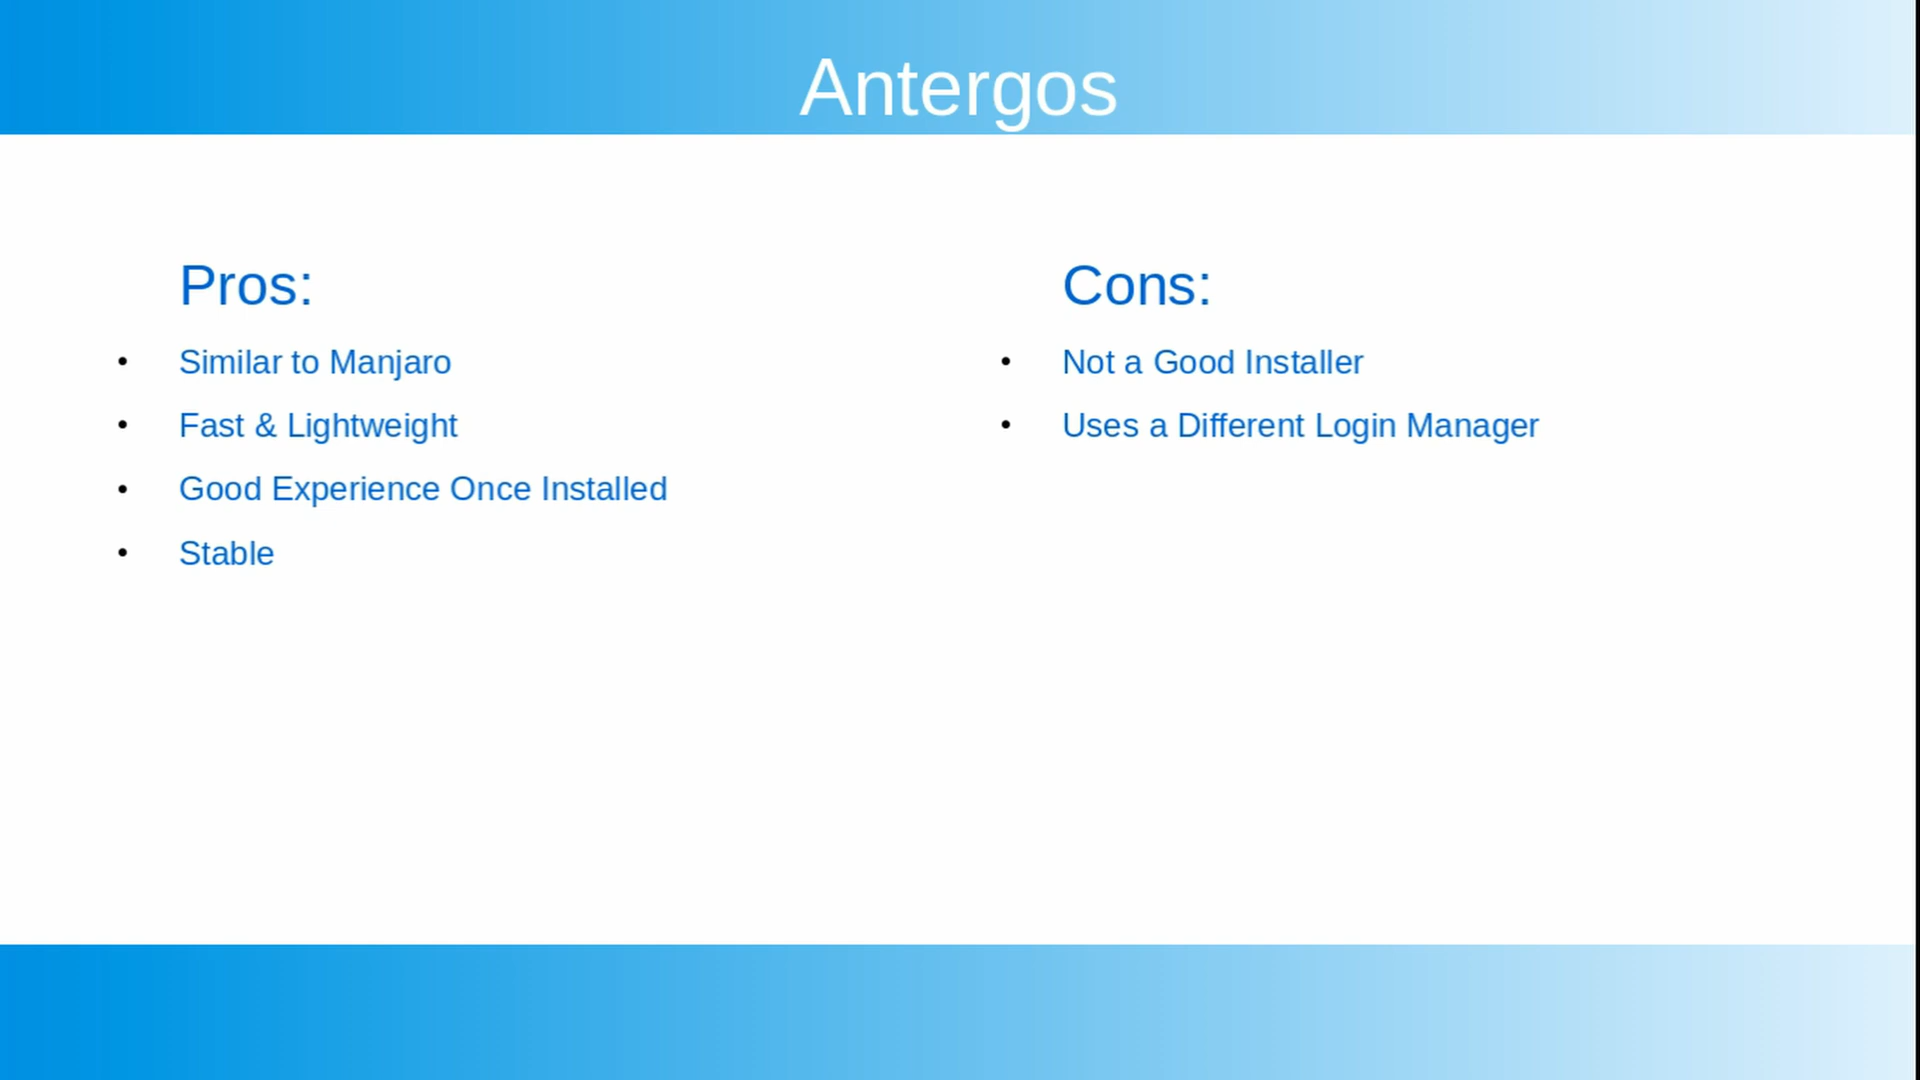 Antergos
Pros:
• Similar to Manjaro
• Fast & Lightweight
• Good Experience Once Installed
• Stable
Cons:
• Not a Good Installer
• Uses a Different Login Manager